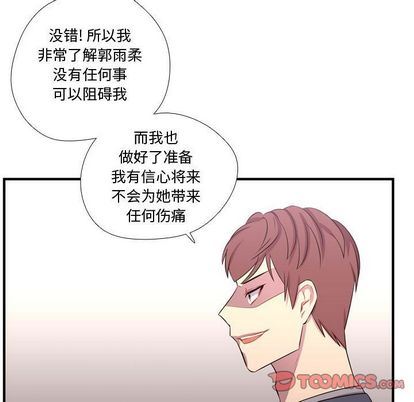 没错! 所以我
非常了解郭雨柔
没有任何事
可以阻碍我
而我也
做好了准备
我有信心将来
不会为她带来
任何伤痛
TOOMICS.COM